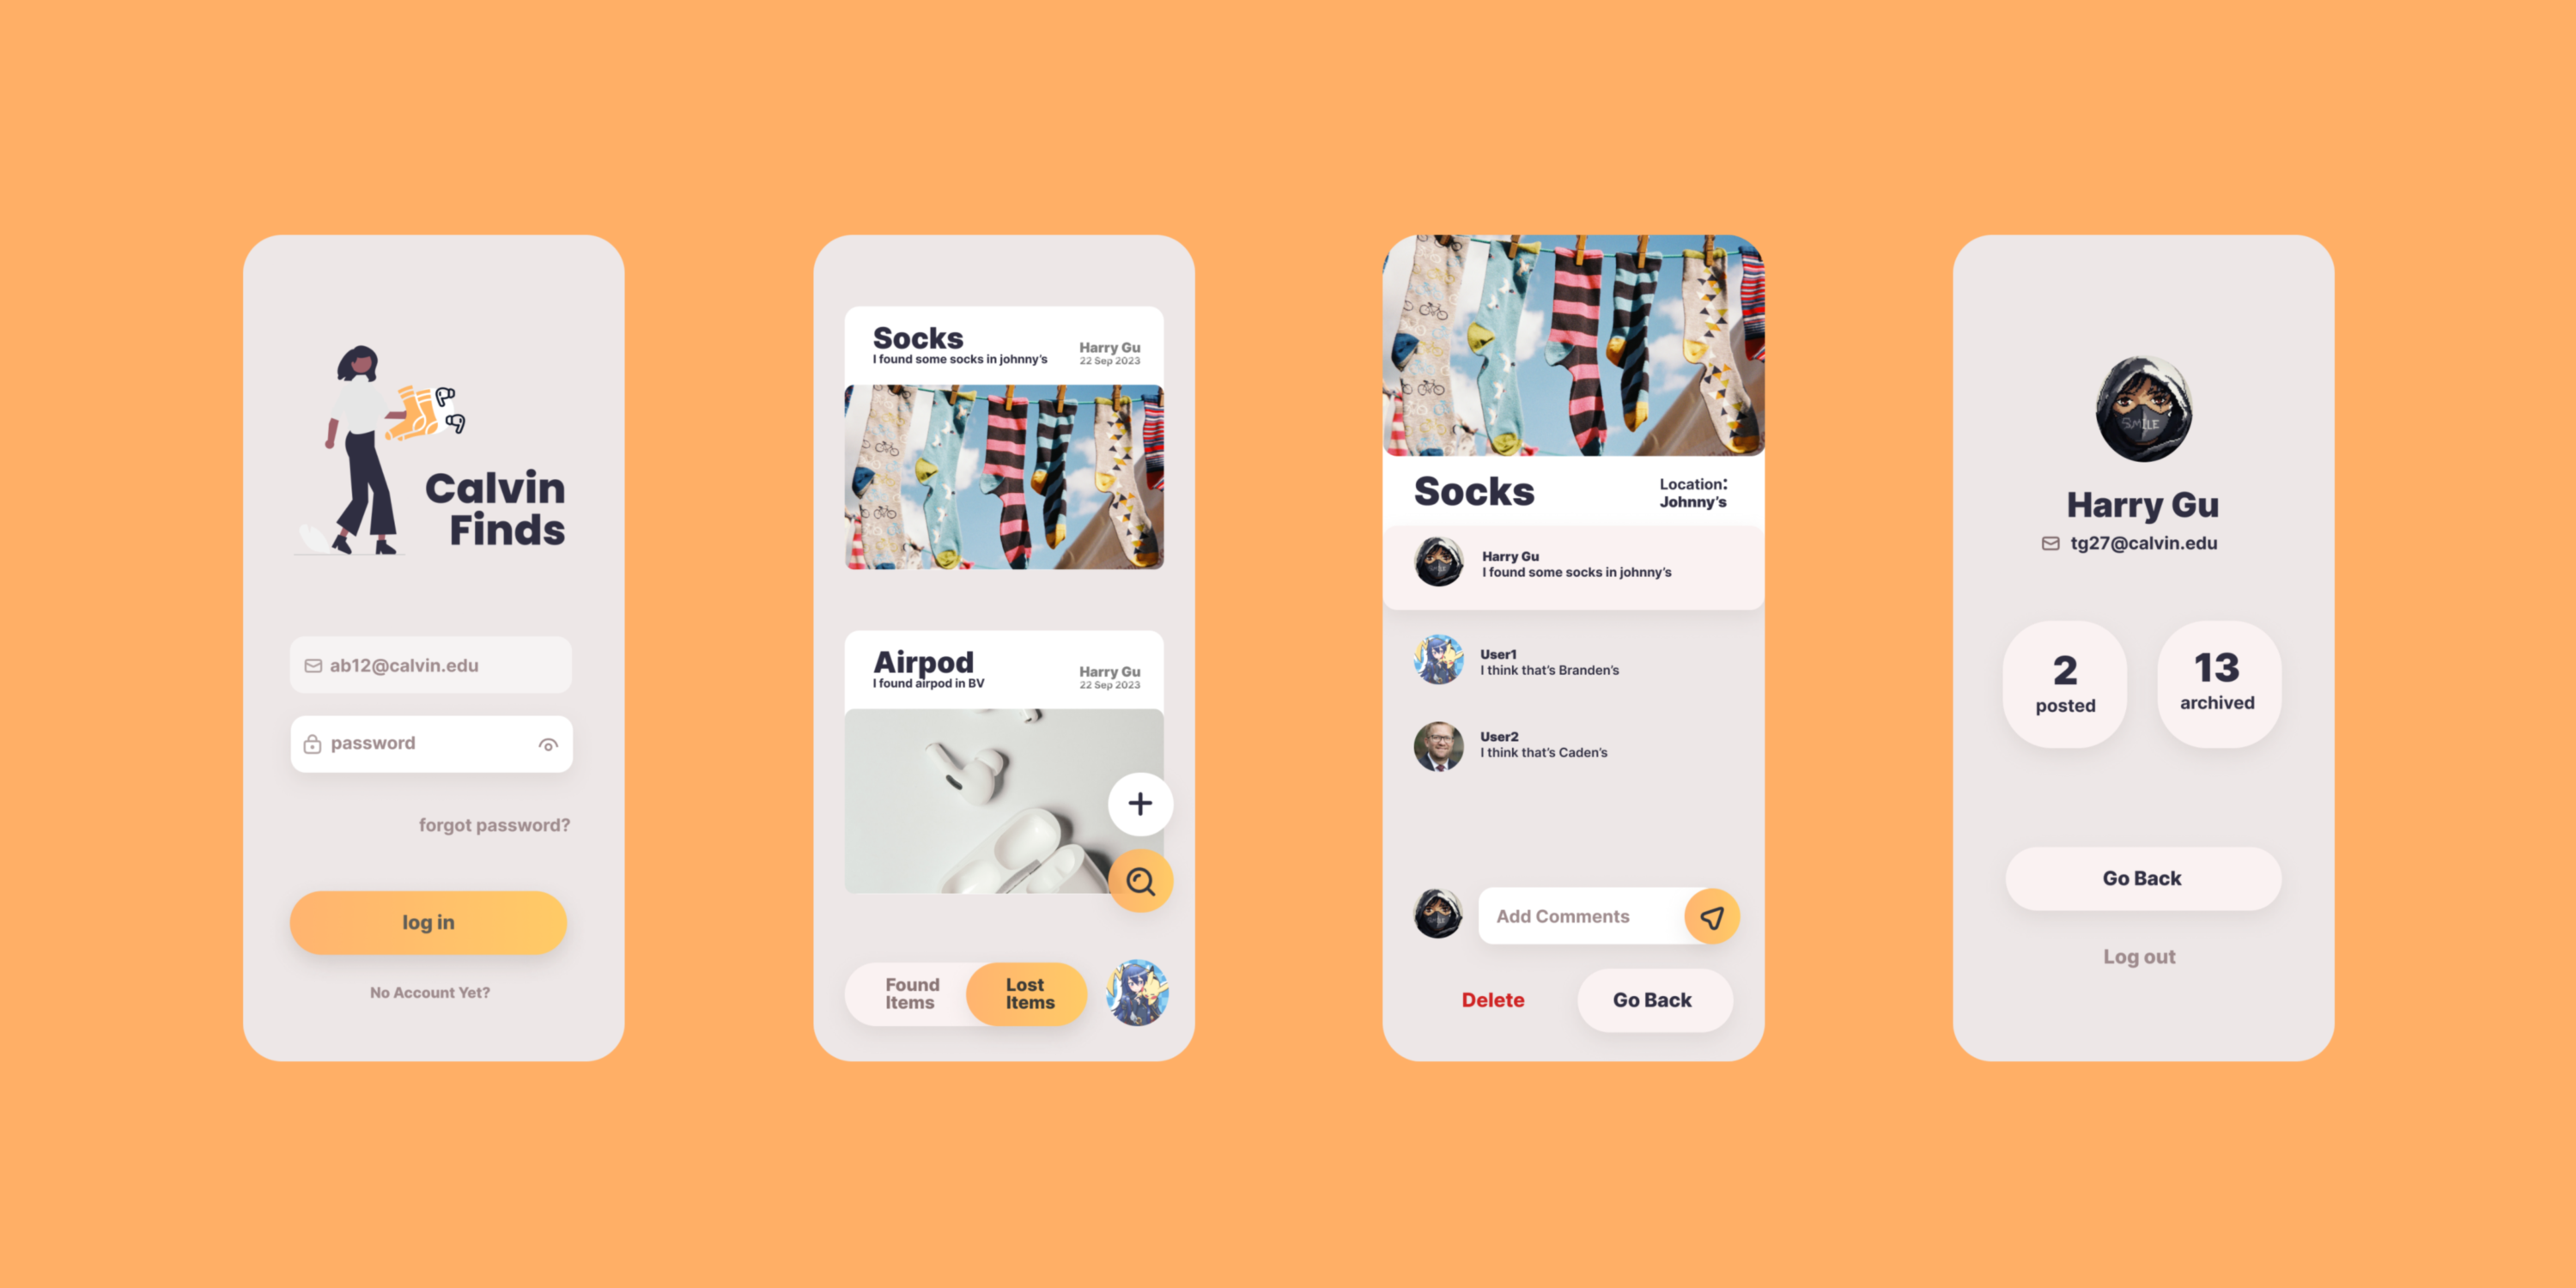 Calvin
Finds
ab12@calvin.edu
password
forgot password?
log in
No Account Yet?
Socks
I found some socks in johnny's
Harry Gu
22 Sep 2023
Airpod
I found airpod in BV
Harry Gu
22 Sep 2023
Found
Items
Lost
Items
Socks
Location:
Johnny's
Harry Gu
I found some socks in johnny's
User1
I think that's Branden's
User2
I think that's Caden's
Add Comments
Delete
Go Back
SMILE
Harry Gu
tg27@calvin.edu
2
posted
13
archived
Go Back
Log out